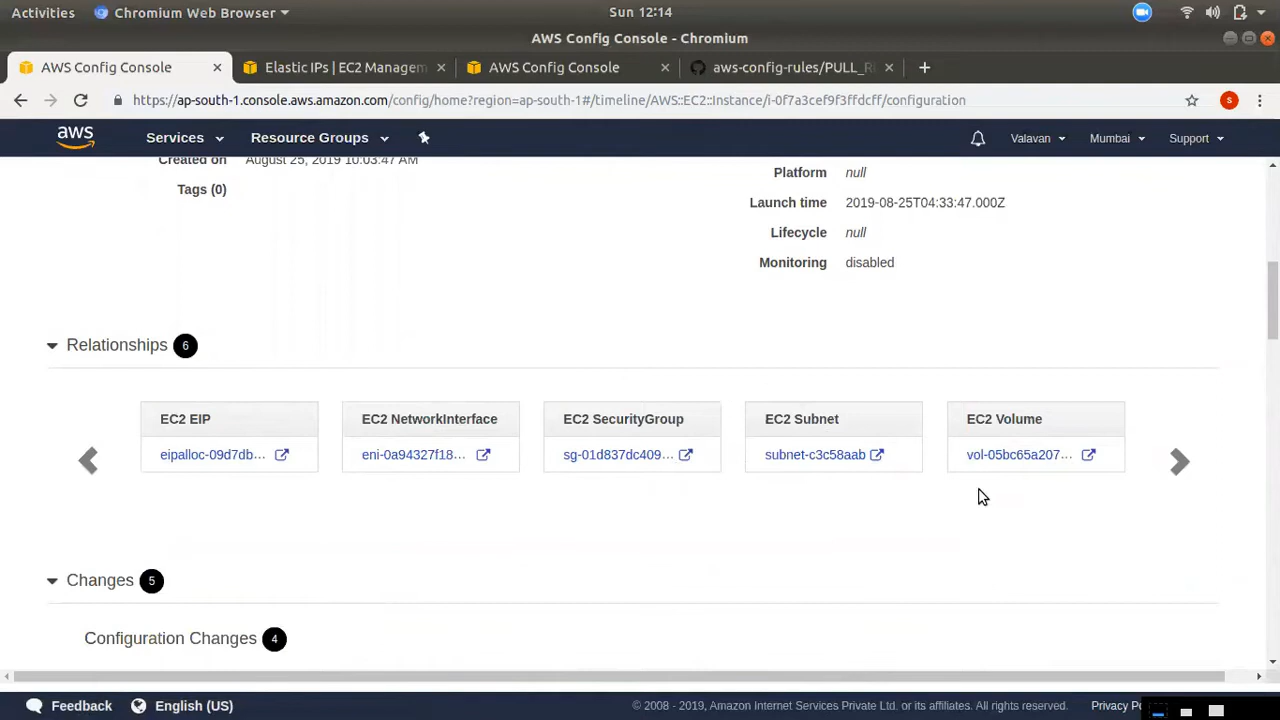 Activities Chromium Web Browser Sun 12:14
AWS Config Console - Chromium
AWS Config Console Elastic IPs | EC2 Managem AWS Config Console aws-config-rules/PULL_R
https://ap-south-1.console.aws.amazon.com/config/home?region=ap-south-1#/timeline/AWS::EC2::Instance/i-0f7a3cef9f3ffdcff/configuration S
aws Services Resource Groups Valavan Mumbai Support
Created on August 25, 2019 10:03:47 AM
Platform null
Tags (0)
Launch time 2019-08-25T04:33:47.000Z
Lifecycle null
Monitoring disabled
Relationships 6
EC2 EIP EC2 NetworkInterface EC2 SecurityGroup EC2 Subnet EC2 Volume
eipalloc-09d7db... eni-0a94327f18... sg-01d837dc409... subnet-c3c58aab vol-05bc65a207...
Changes 5
Configuration Changes 4
Feedback English (US) © 2008 - 2019, Amazon Internet Services Private Ltd. or its affiliates. All rights reserved. Privacy Po